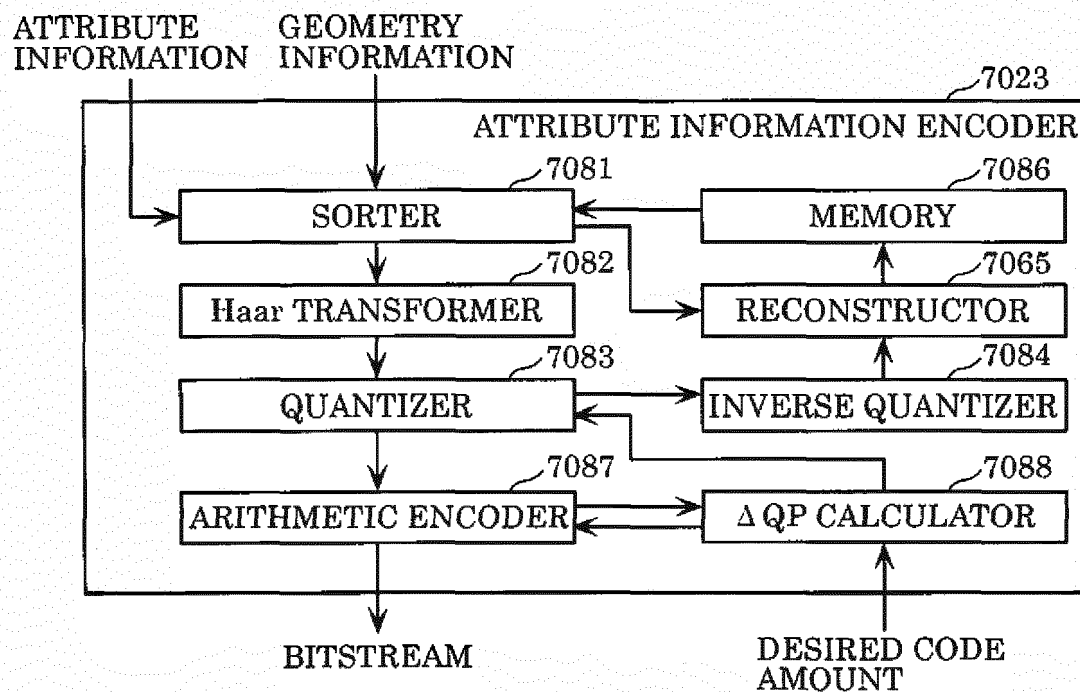 ATTRIBUTE
INFORMATION
GEOMETRY
INFORMATION
7023
ATTRIBUTE INFORMATION ENCODER
7081
SORTER
7086
MEMORY
7082
Haar TRANSFORMER
7065
RECONSTRUCTOR
7083
QUANTIZER
7084
INVERSE QUANTIZER
7087
ARITHMETIC ENCODER
7088
Δ QP CALCULATOR
BITSTREAM
DESIRED CODE
AMOUNT